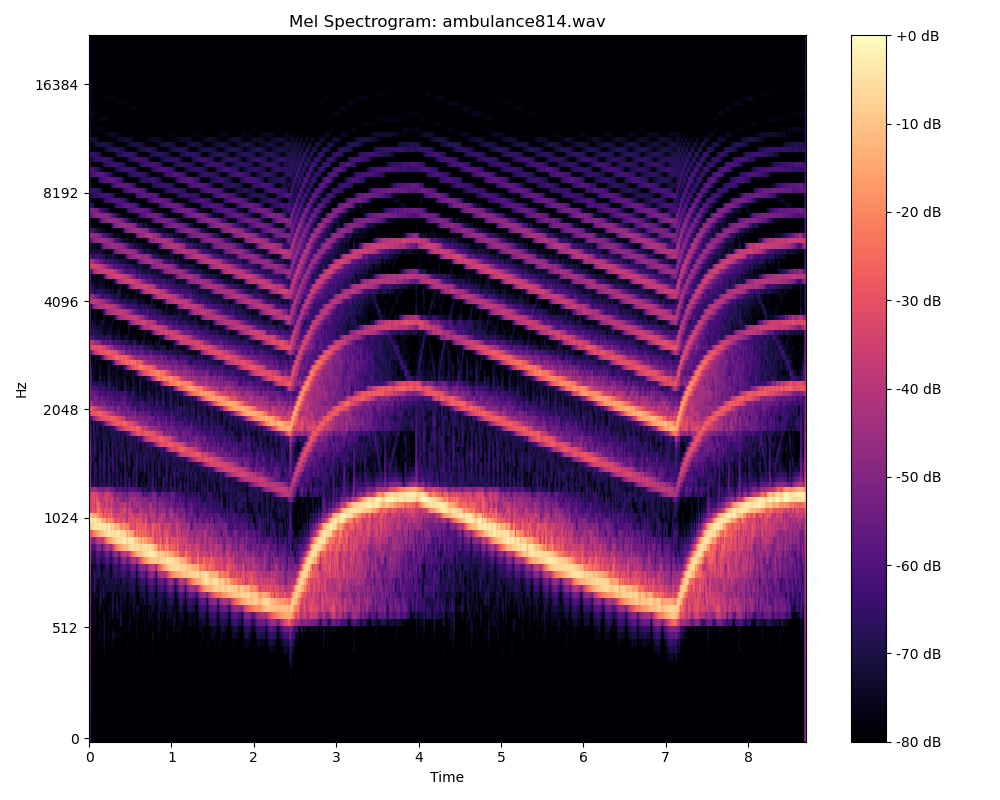 Mel Spectrogram: ambulance814.wav
+0 dB
16384
-10 dB
8192
-20 dB
4096
-30 dB
Hz
-40 dB
2048
-50 dB
1024
-60 dB
512
-70 dB
0
-80 dB
0 1 2 3 4 5 6 7 8
Time